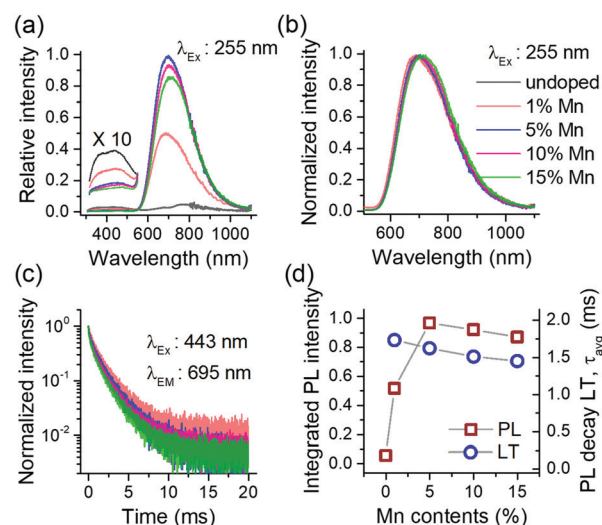 (a)
λEx : 255 nm
X 10
Relative intensity
1.0
0.8
0.6
0.4
0.2
0.0
400 600 800 1000
Wavelength (nm)
(b)
λEx : 255 nm
undoped
1% Mn
5% Mn
10% Mn
15% Mn
Normalized intensity
1.0
0.8
0.6
0.4
0.2
0.0
600 800 1000
Wavelength (nm)
(c)
λEx : 443 nm
λEM : 695 nm
Normalized intensity
10⁰
10⁻¹
10⁻²
0 5 10 15 20
Time (ms)
(d)
Integrated PL intensity
1.0
0.8
0.6
0.4
0.2
0.0
PL
LT
0 5 10 15
Mn contents (%)
2.0
1.5
1.0
0.5
0.0
PL decay LT, τavg (ms)